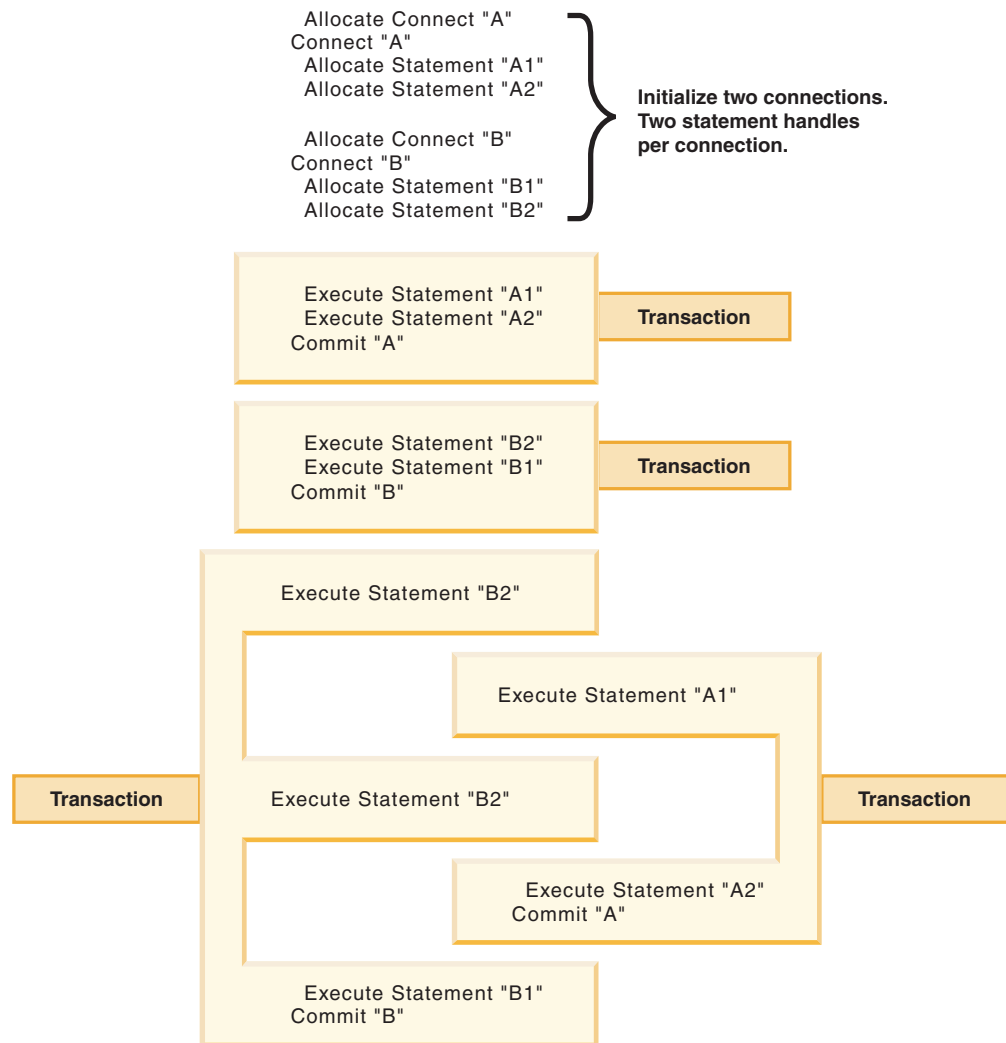 Allocate Connect "A"
Connect "A"
Allocate Statement "A1"
Allocate Statement "A2"
Allocate Connect "B"
Connect "B"
Allocate Statement "B1"
Allocate Statement "B2"
Initialize two connections.
Two statement handles
per connection.
Execute Statement "A1"
Execute Statement "A2"
Commit "A"
Transaction
Execute Statement "B2"
Execute Statement "B1"
Commit "B"
Transaction
Execute Statement "B2"
Execute Statement "A1"
Transaction
Execute Statement "B2"
Transaction
Execute Statement "A2"
Commit "A"
Execute Statement "B1"
Commit "B"